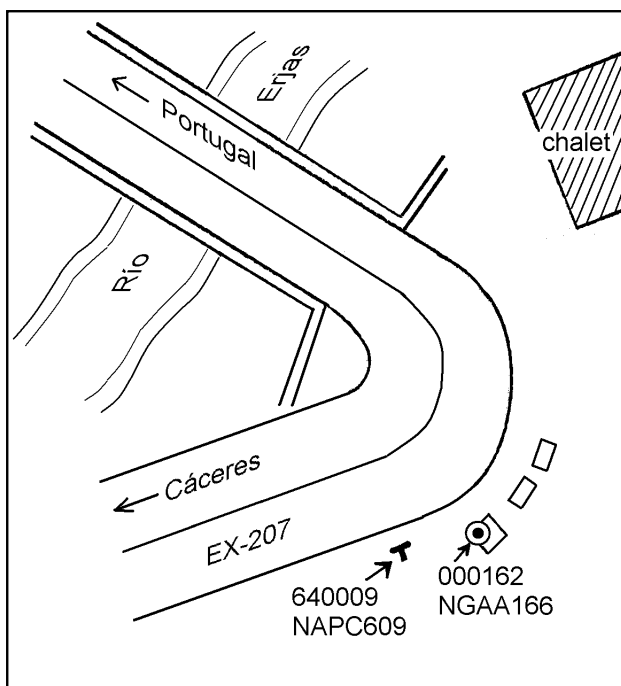 Erjas
Portugal
chalet
Río
Cáceres
EX-207
640009
NAPC609
000162
NGAA166